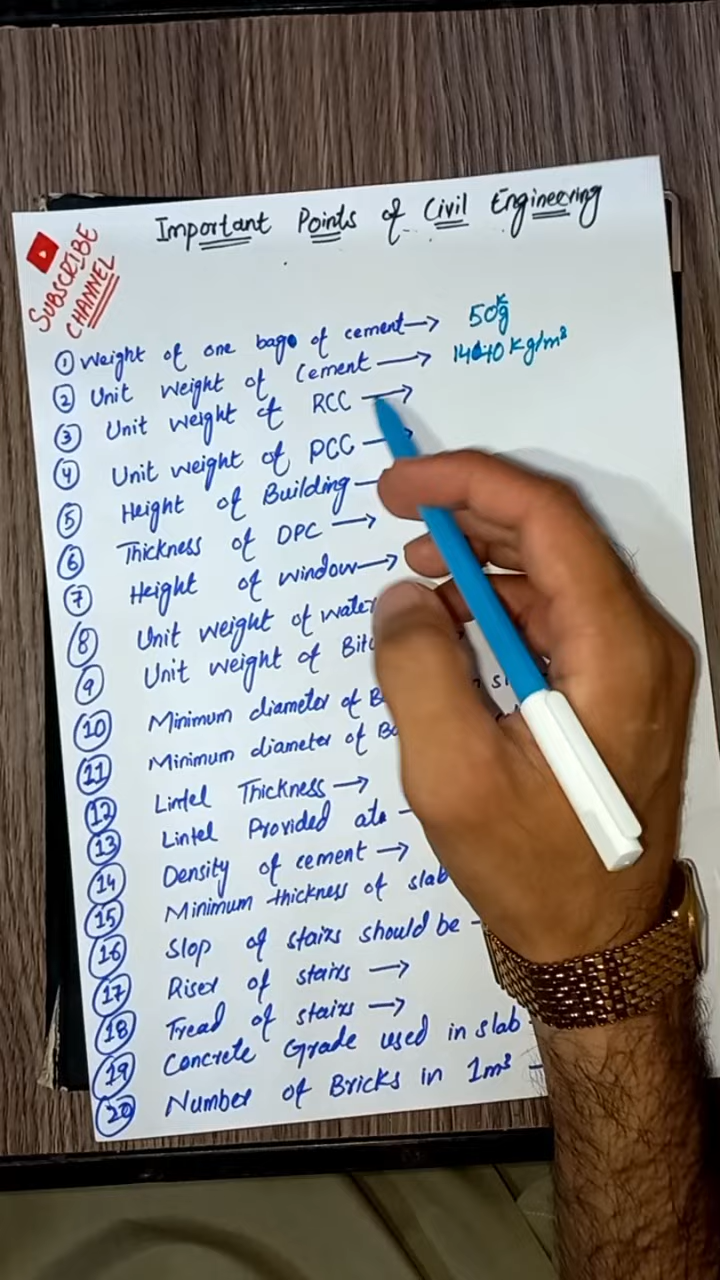 Important Points of Civil Engineering
SUBSCRIBE
CHANNEL
① Weight of one bag of cement → 50kg
② Unit weight of Cement → 1440 kg/m³
③ Unit weight of RCC →
④ Unit weight of PCC →
⑤ Height of Building
⑥ Thickness of DPC →
⑦ Height of window →
⑧ Unit weight of water
⑨ Unit weight of
⑩ Minimum diameter of
⑪ Minimum diameter of
⑫ Lintel Thickness →
⑬ Lintel Provided ate
⑭ Density of cement →
⑮ Minimum thickness of slab
⑯ Slop of stairs should be
⑰ Riser of stairs →
⑱ Tread of stairs →
⑲ Concrete Grade used in slab
⑳ Number of Bricks in 1m³